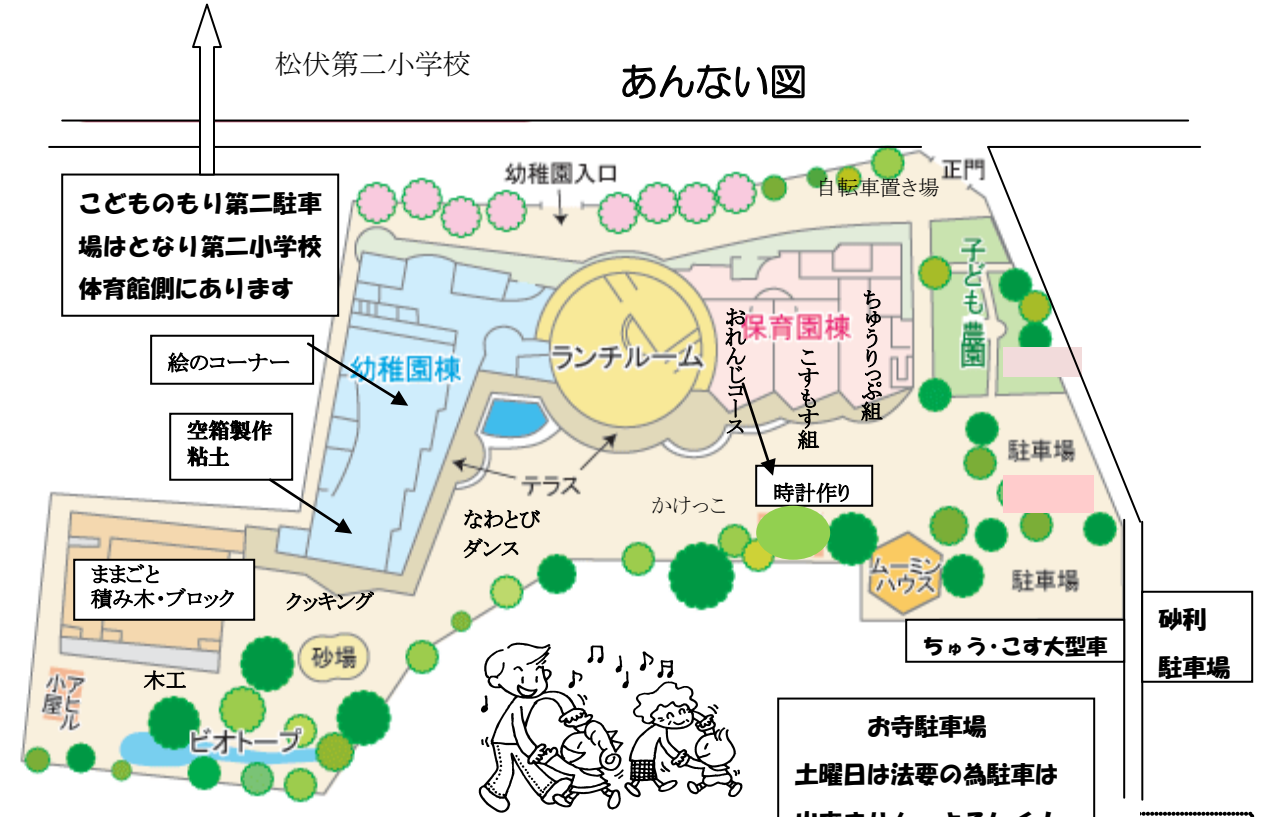 松伏第二小学校
あんない図
幼稚園入口
正門
自転車置き場
こどものもり第二駐車
場はとなり第二小学校
体育館側にあります
子ども農園
ちゅうりっぷ組
おれんじコース
保育園棟
こすもす組
ランチルーム
絵のコーナー
幼稚園棟
空箱製作
粘土
テラス
駐車場
時計作り
かけっこ
なわとび
ダンス
ムーミン
ハウス
駐車場
ままごと
積み木・ブロック
クッキング
砂利
駐車場
ちゅう・こす大型車
砂場
木工
アヒル
小屋
ビオトープ
お寺駐車場
土曜日は法要の為駐車は